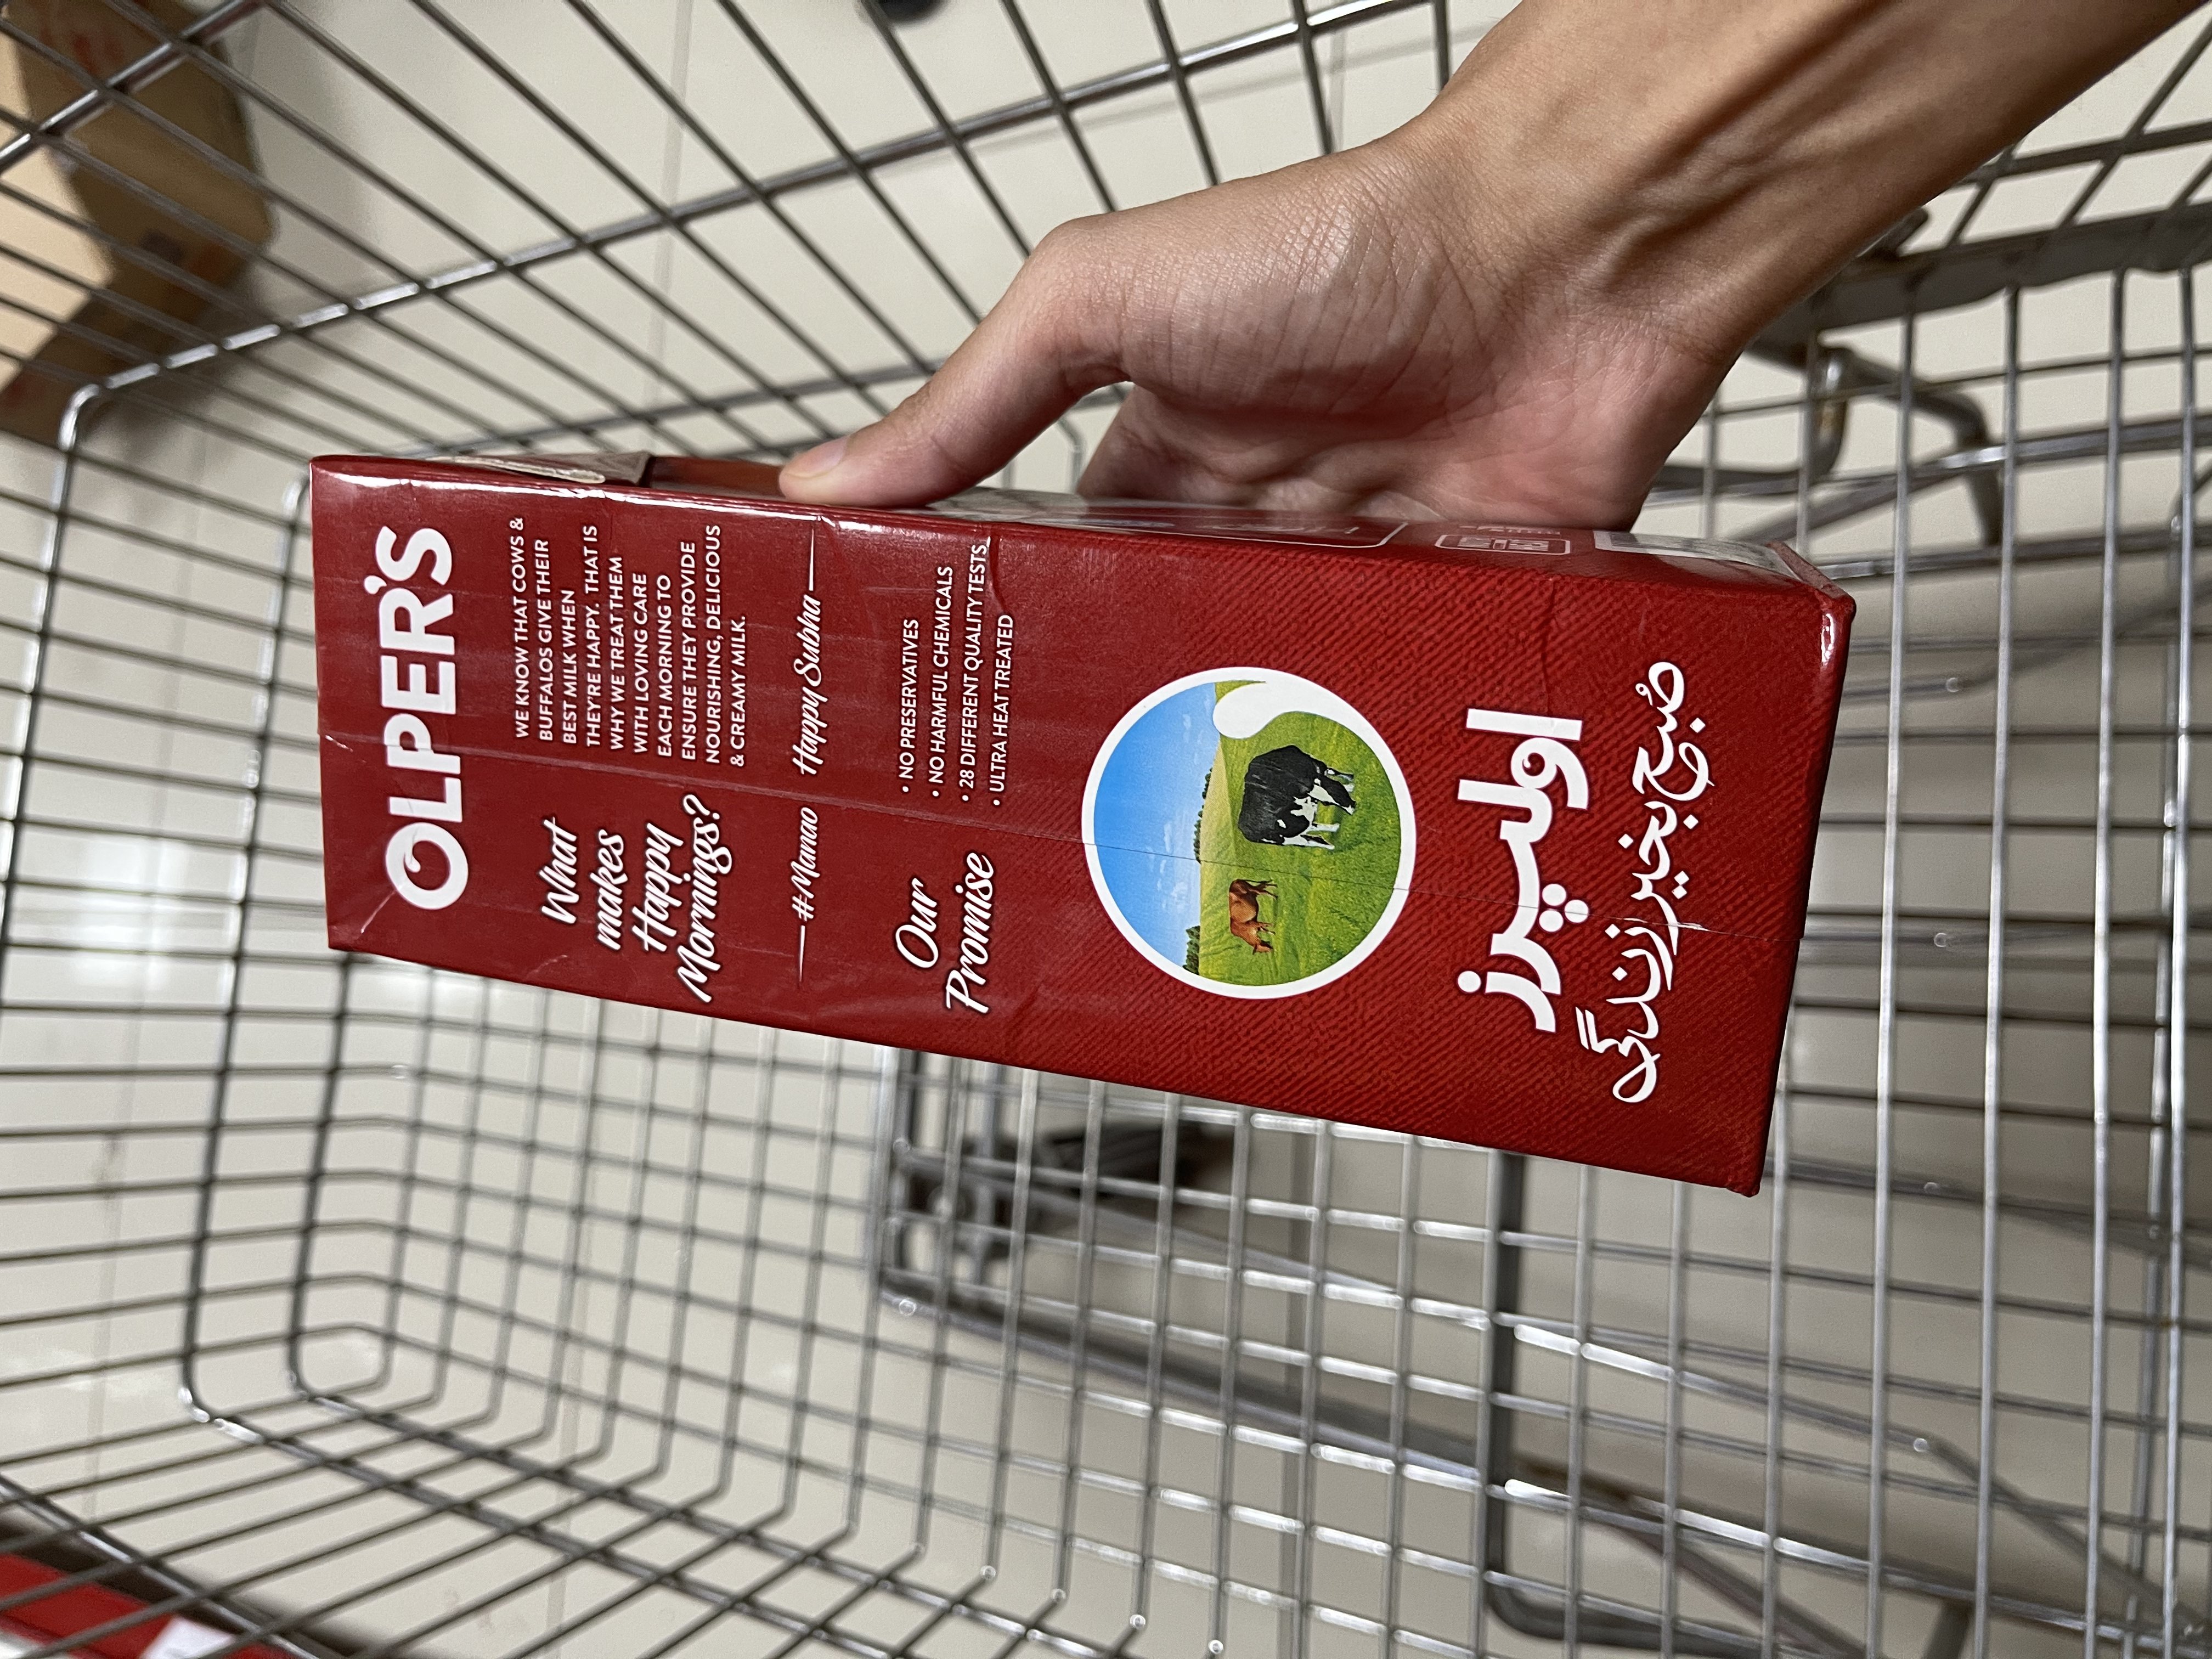 OLPER'S
What
makes
Happy
Mornings?
WE KNOW THAT COWS &
BUFFALOS GIVE THEIR
BEST MILK WHEN
THEY'RE HAPPY. THAT IS
WHY WE TREAT THEM
WITH LOVING CARE
EACH MORNING TO
ENSURE THEY PROVIDE
NOURISHING, DELICIOUS
& CREAMY MILK.
#Manao Happy Subha
Our
Promise
• NO PRESERVATIVES
• NO HARMFUL CHEMICALS
• 28 DIFFERENT QUALITY TESTS
• ULTRA HEAT TREATED
اولپرز
صُبح بخیر زندگی